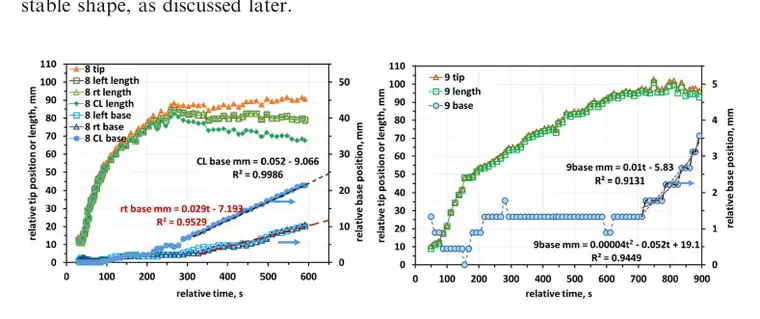 stable shape, as discussed later.
110
100
90
80
70
60
50
40
30
20
10
0
relative tip position or length, mm
8 tip
8 left length
8 rt length
8 CL length
8 left base
8 rt base
8 CL base
CL base mm = 0.052 - 9.066
R² = 0.9986
rt base mm = 0.029t - 7.193
R² = 0.9529
50
40
30
20
10
0
relative base position, mm
0 100 200 300 400 500 600
relative time, s
110
100
90
80
70
60
50
40
30
20
10
0
relative tip position or length, mm
9 tip
9 length
9 base
9base mm = 0.01t - 5.83
R² = 0.9131
9base mm = 0.00004t² - 0.052t + 19.1
R² = 0.9449
5
4
3
2
1
0
relative base position, mm
0 100 200 300 400 500 600 700 800 900
relative time, s